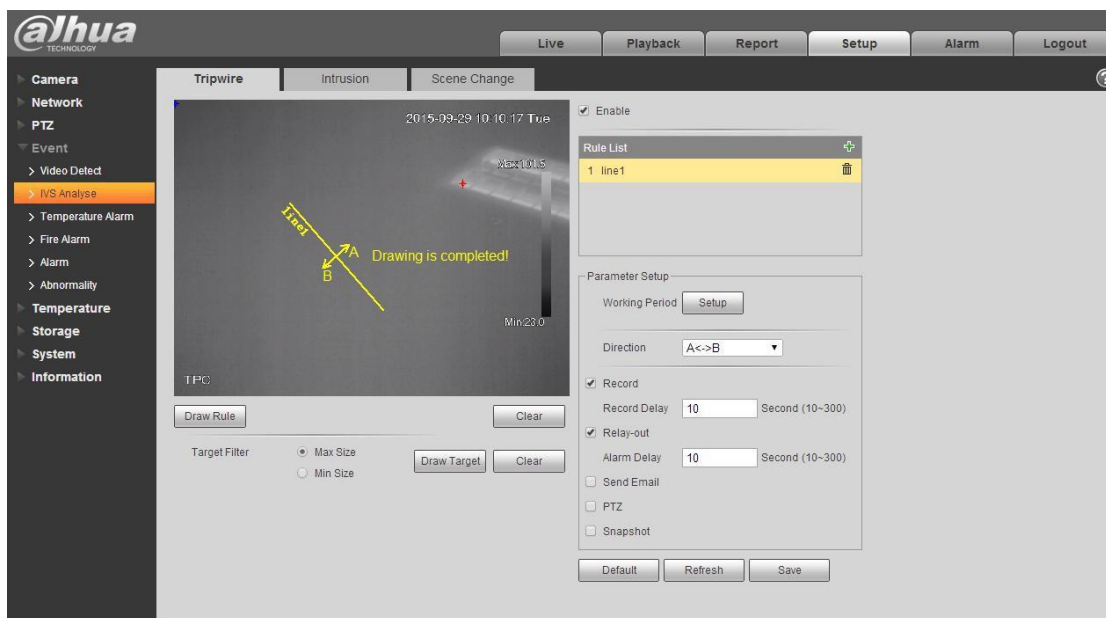 alhua
TECHNOLOGY
Live
Playback
Report
Setup
Alarm
Logout
Camera
Network
PTZ
Event
Video Detect
IVS Analyse
Temperature Alarm
Fire Alarm
Alarm
Abnormality
Temperature
Storage
System
Information
Tripwire
Intrusion
Scene Change
?
2015-09-29 10:10:17 Tue
line1
A
B
Drawing is completed!
Min:23.0
TPC
Draw Rule
Clear
Target Filter
Max Size
Min Size
Draw Target
Clear
Enable
Rule List
1 line1
Parameter Setup
Working Period
Setup
Direction
A<->B
Record
Record Delay 10 Second (10~300)
Relay-out
Alarm Delay 10 Second (10~300)
Send Email
PTZ
Snapshot
Default
Refresh
Save